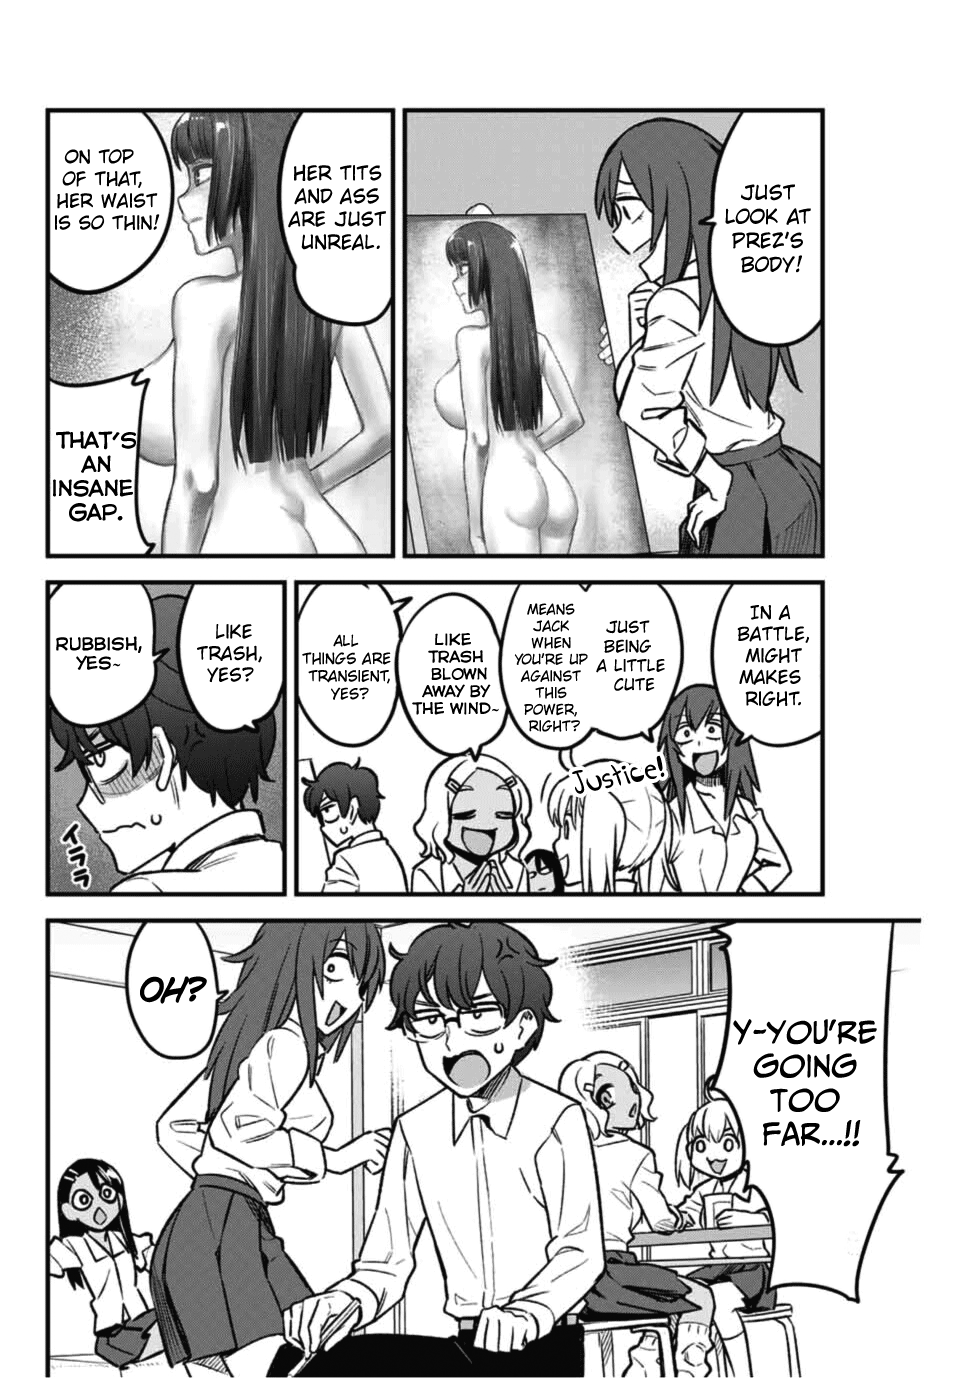 JUST
LOOK AT
PREZ'S
BODY!
HER TITS
AND ASS
ARE JUST
UNREAL.
ON TOP
OF THAT,
HER WAIST
IS SO THIN!
THAT'S
AN
INSANE
GAP.
IN A
BATTLE,
MIGHT
MAKES
RIGHT.
JUST
BEING
A LITTLE
CUTE
MEANS
JACK
WHEN
YOU'RE UP
AGAINST
THIS
POWER,
RIGHT?
Justice!
LIKE
TRASH
BLOWN
AWAY BY
THE WIND~
ALL
THINGS ARE
TRANSIENT,
YES?
LIKE
TRASH,
YES?
RUBBISH,
YES~
イララ
Y-YOU'RE
GOING
TOO
FAR...!!
OH?